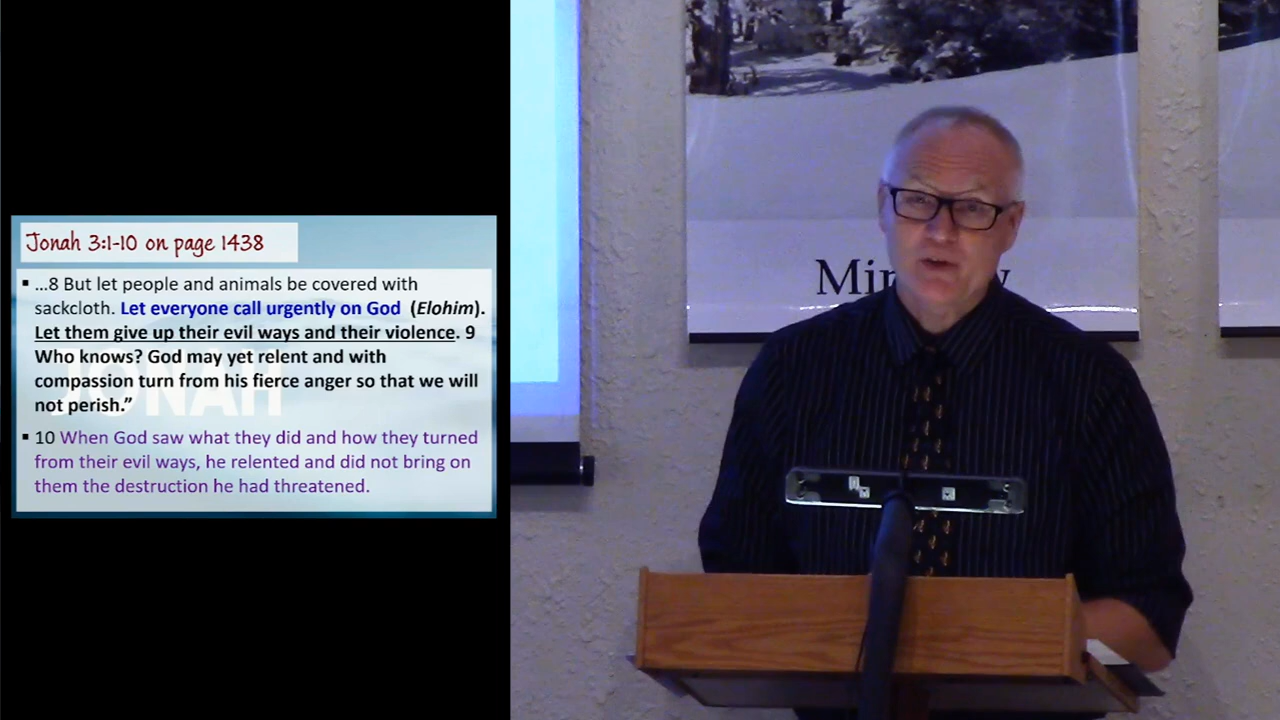 Jonah 3:1-10 on page 1438
▪ ...8 But let people and animals be covered with
sackcloth. Let everyone call urgently on God (Elohim).
Let them give up their evil ways and their violence. 9
Who knows? God may yet relent and with
compassion turn from his fierce anger so that we will
not perish.”
JONAH
▪ 10 When God saw what they did and how they turned
from their evil ways, he relented and did not bring on
them the destruction he had threatened.